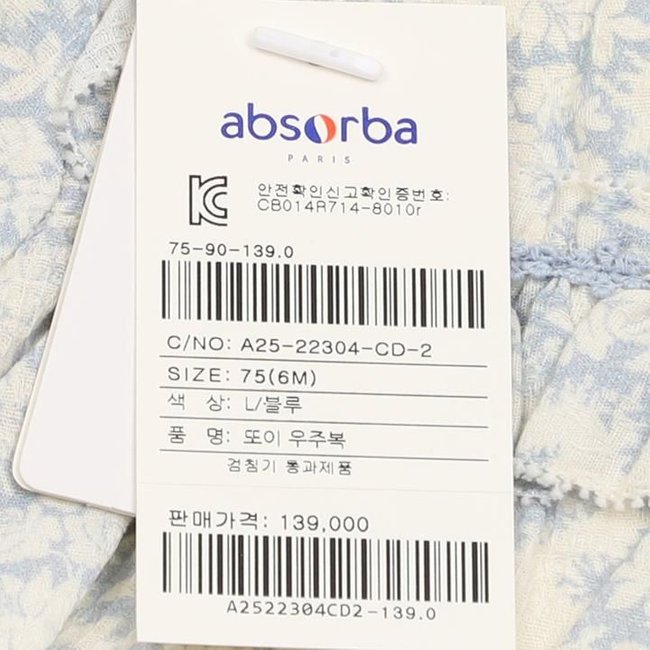 absorba
PARIS
안전확인신고확인증번호:
CB014R714-8010r
75-90-139.0
C/NO: A25-22304-CD-2
SIZE: 75(6M)
색 상: L/블루
품 명: 또이 우주복
검침기 통과제품
판매가격: 139,000
A2522304CD2-139.0